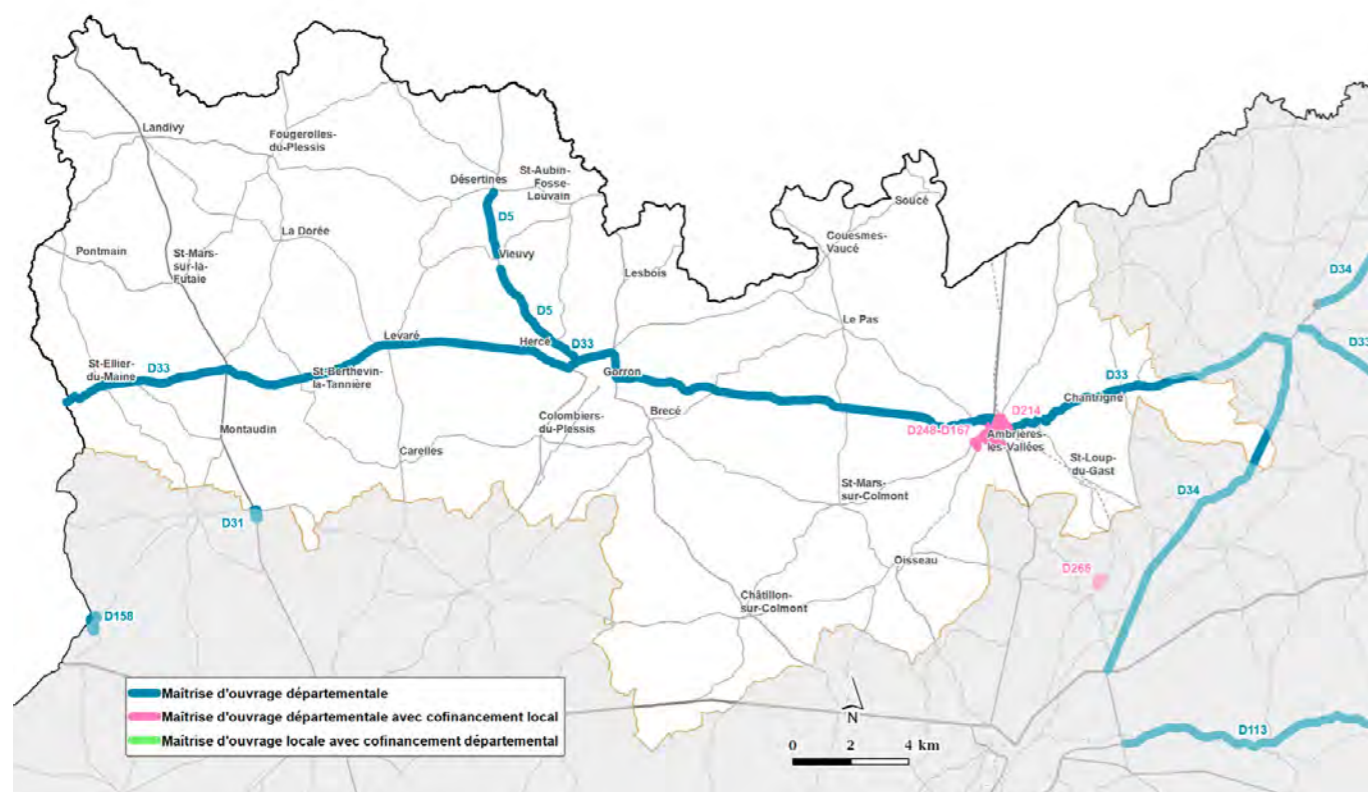 Landivy
Fougerolles-
du-Plessis
Désertines
St-Aubin-
Fosse-
Louvain
Soucé
D5
La Dorée
Couesmes-
Vaucé
Pontmain
St-Mars-
sur-la-
Futaie
Vieuvy
Lesbois
D34
D5
Le Pas
Levaré
Hercé
D33
D33
St-Ellier-
du-Maine
D33
St-Berthevin-
la-Tannière
Gorron
D33
Chantrigné
Colombiers-
du-Plessis
Brecé
D214
D248-D167
Ambrières-
les-Vallées
Montaudin
Carelles
St-Loup-
du-Gast
St-Mars-
sur-Colmont
D34
D31
Oisseau
D266
Châtillon-
sur-Colmont
D158
Maîtrise d'ouvrage départementale
Maîtrise d'ouvrage départementale avec cofinancement local
Maîtrise d'ouvrage locale avec cofinancement départemental
N
0 2 4 km
D113